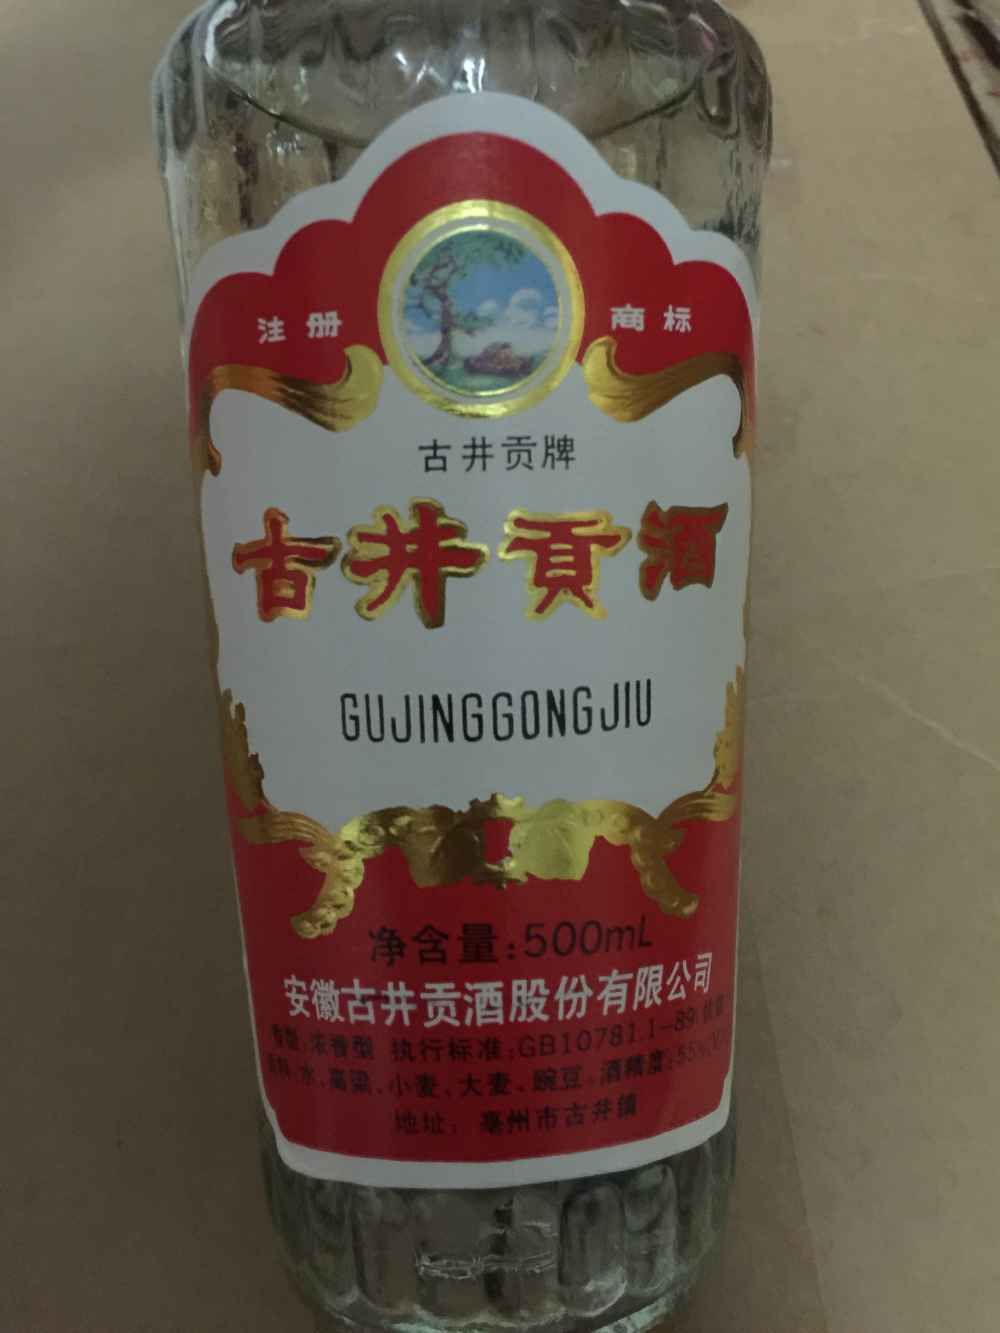 注册 商标
古井贡牌
古井贡酒
GUJINGGONGJIU
净含量:500mL
安徽古井贡酒股份有限公司
香型:浓香型 执行标准:GB10781.1-89
原料:水、高粱、小麦、大麦、豌豆。酒精度:55%(V/V)
地址: 亳州市古井镇